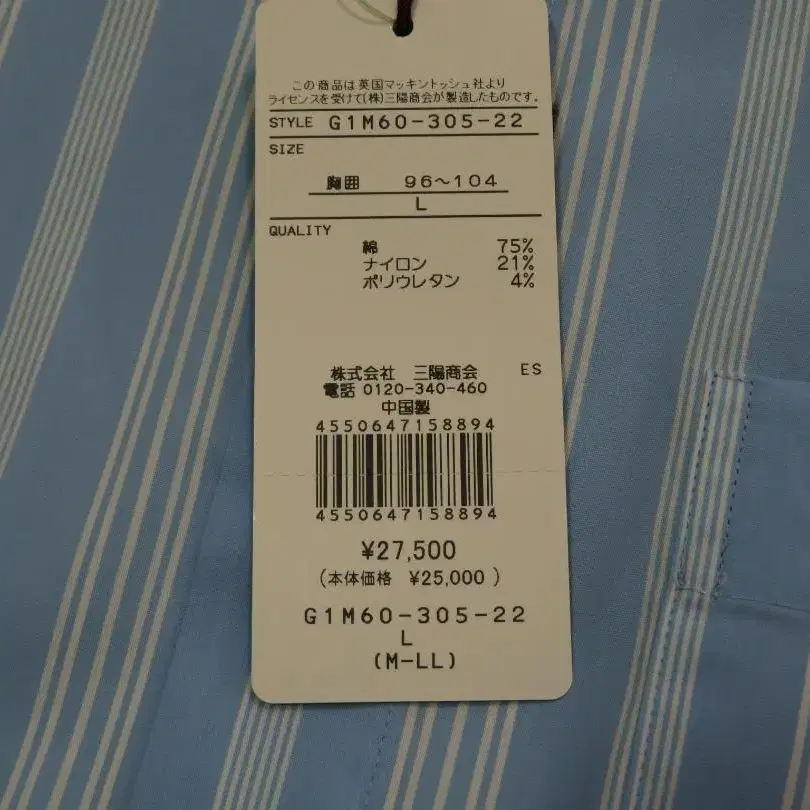 この商品は英国マッキントッシュ社より
ライセンスを受けて(株)三陽商会が製造したものです。
STYLE G1M60-305-22
SIZE
胸囲 96~104
L
QUALITY
綿 75%
ナイロン 21%
ポリウレタン 4%
株式会社 三陽商会 ES
電話 0120-340-460
中国製
4550647158894
4550647158894
¥27,500
(本体価格 ¥25,000)
G1M60-305-22
L
(M-LL)